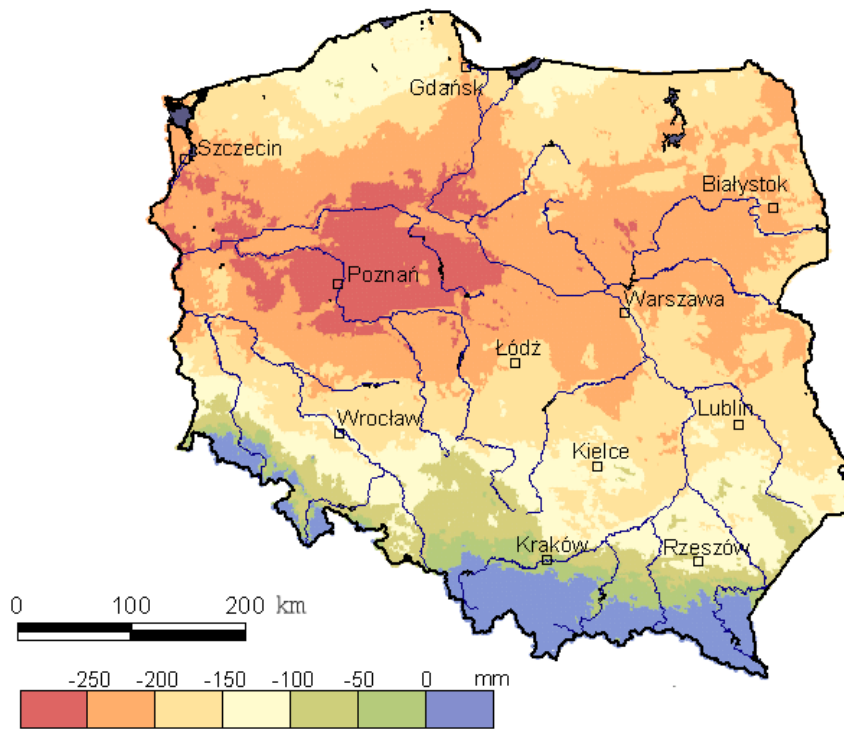 Gdańsk
Szczecin
Białystok
Poznań
Warszawa
Łódź
Lublin
Wrocław
Kielce
Kraków
Rzeszów
0 100 200 km
-250 -200 -150 -100 -50 0 mm